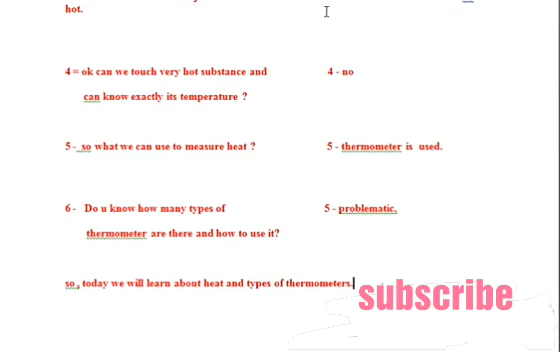 hot.
4 = ok can we touch very hot substance and
can know exactly its temperature ?
4 - no
5 - so what we can use to measure heat ?
5 - thermometer is used.
6 - Do u know how many types of
thermometer are there and how to use it?
5 - problematic.
so , today we will learn about heat and types of thermometers.
subscribe